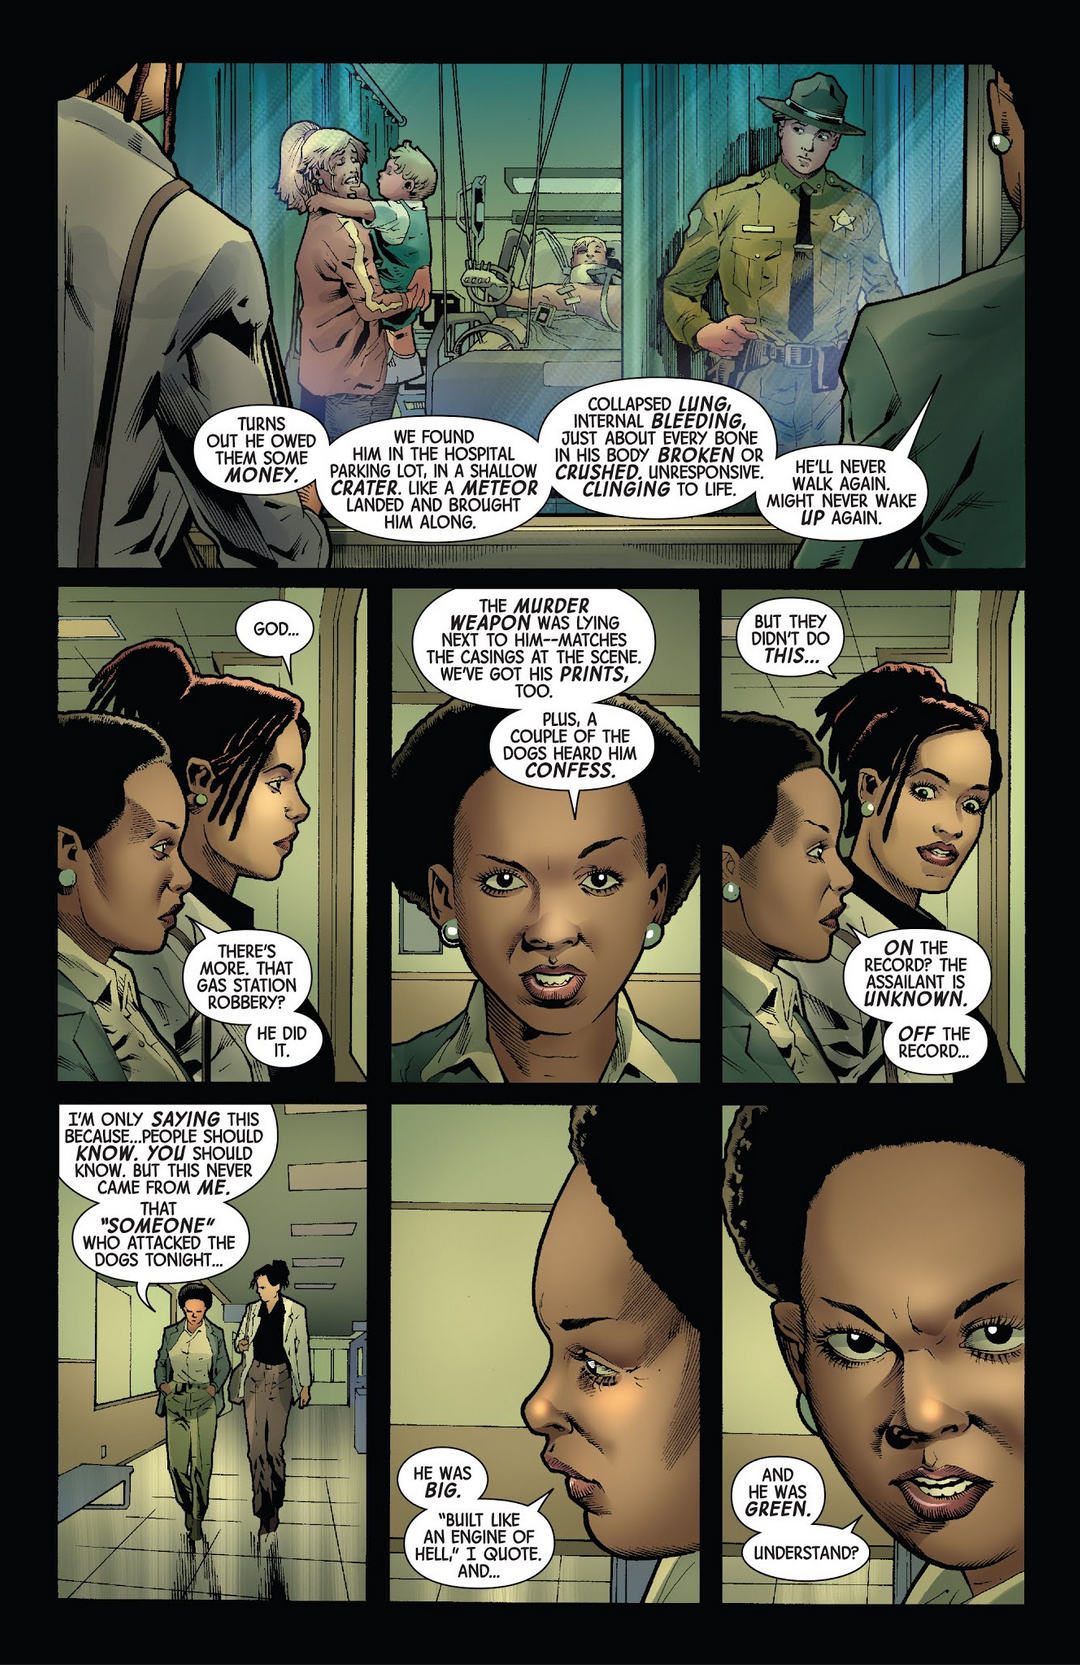 TURNS
OUT HE OWED
THEM SOME
MONEY.
WE FOUND
HIM IN THE HOSPITAL
PARKING LOT, IN A SHALLOW
CRATER. LIKE A METEOR
LANDED AND BROUGHT
HIM ALONG.
COLLAPSED LUNG,
INTERNAL BLEEDING,
JUST ABOUT EVERY BONE
IN HIS BODY BROKEN OR
CRUSHED. UNRESPONSIVE.
CLINGING TO LIFE.
HE'LL NEVER
WALK AGAIN.
MIGHT NEVER WAKE
UP AGAIN.
GOD...
THERE'S
MORE. THAT
GAS STATION
ROBBERY?
HE DID
IT.
THE MURDER
WEAPON WAS LYING
NEXT TO HIM--MATCHES
THE CASINGS AT THE SCENE.
WE'VE GOT HIS PRINTS,
TOO.
PLUS, A
COUPLE OF THE
DOGS HEARD HIM
CONFESS.
BUT THEY
DIDN'T DO
THIS...
ON THE
RECORD? THE
ASSAILANT IS
UNKNOWN.
OFF THE
RECORD...
I'M ONLY SAYING THIS
BECAUSE...PEOPLE SHOULD
KNOW. YOU SHOULD
KNOW. BUT THIS NEVER
CAME FROM ME.
THAT
"SOMEONE"
WHO ATTACKED THE
DOGS TONIGHT...
HE WAS
BIG.
"BUILT LIKE
AN ENGINE OF
HELL," I QUOTE.
AND...
AND
HE WAS
GREEN.
UNDERSTAND?